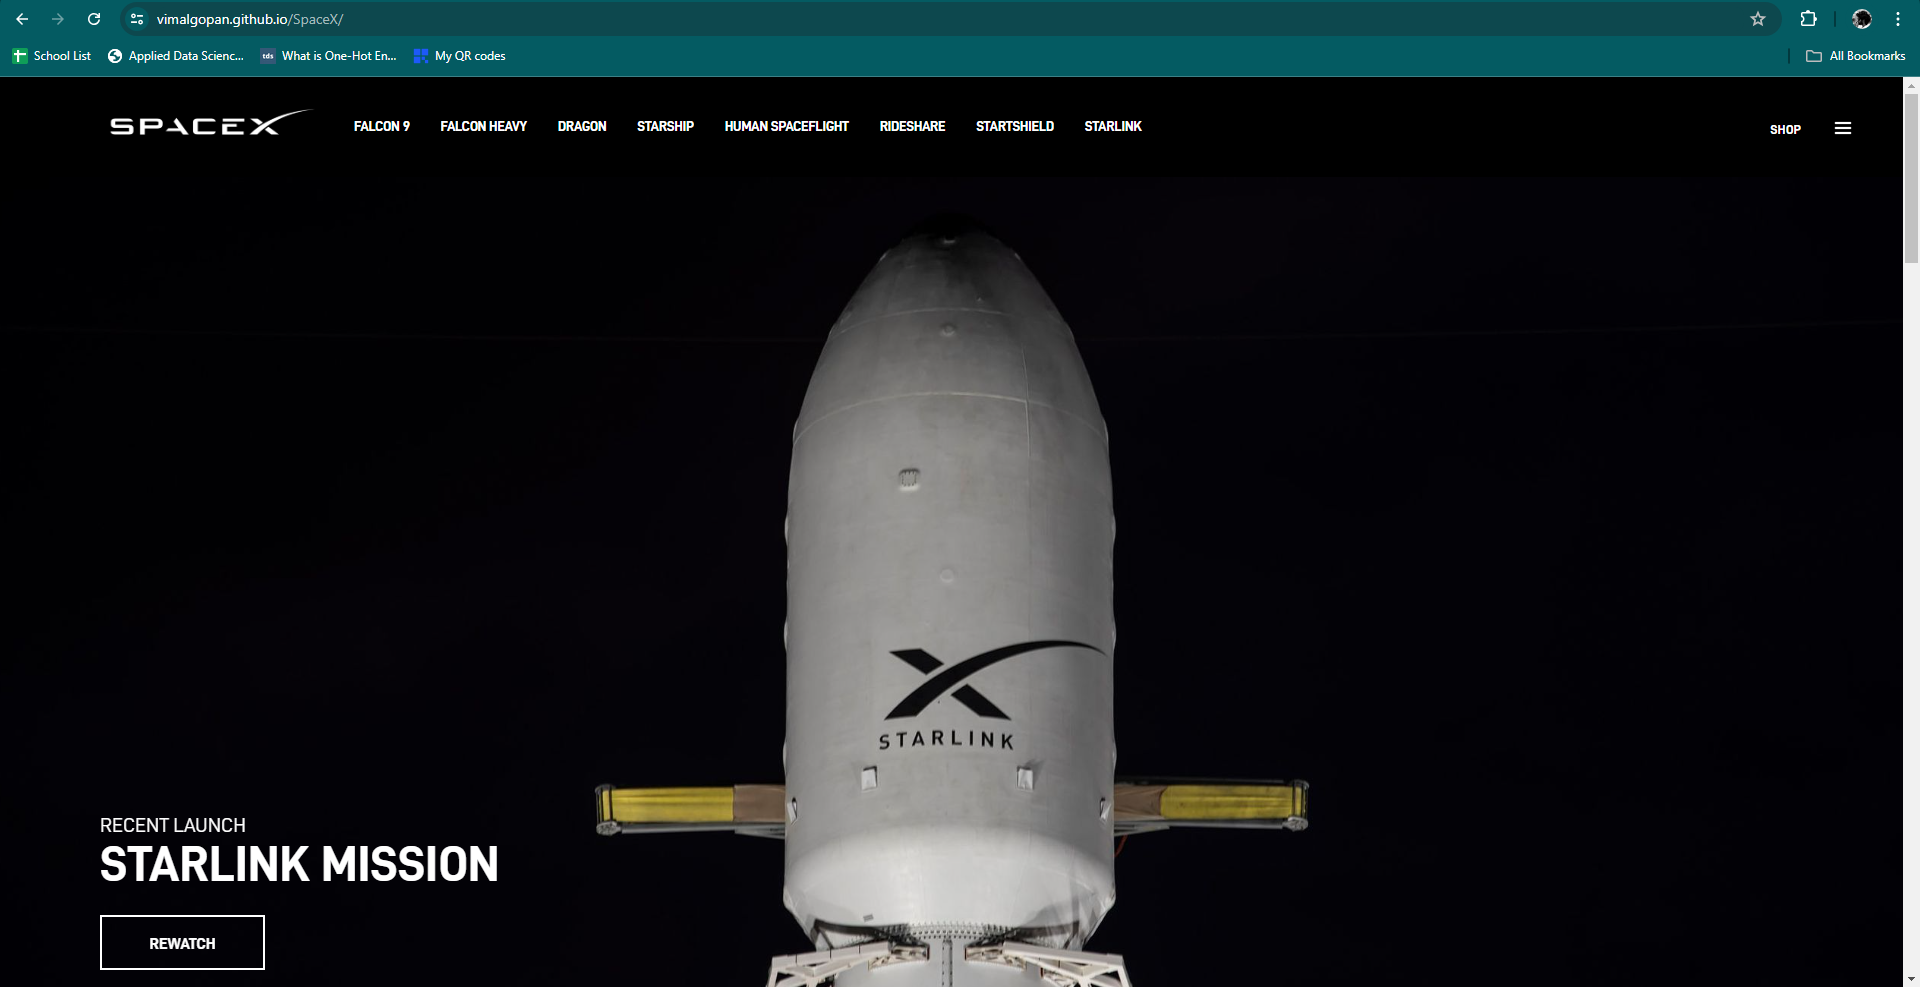 vimalgopan.github.io/SpaceX/
School List
Applied Data Scienc...
tds
What is One-Hot En...
My QR codes
All Bookmarks
SPACEX
FALCON 9
FALCON HEAVY
DRAGON
STARSHIP
HUMAN SPACEFLIGHT
RIDESHARE
STARTSHIELD
STARLINK
SHOP
X
STARLINK
RECENT LAUNCH
STARLINK MISSION
REWATCH